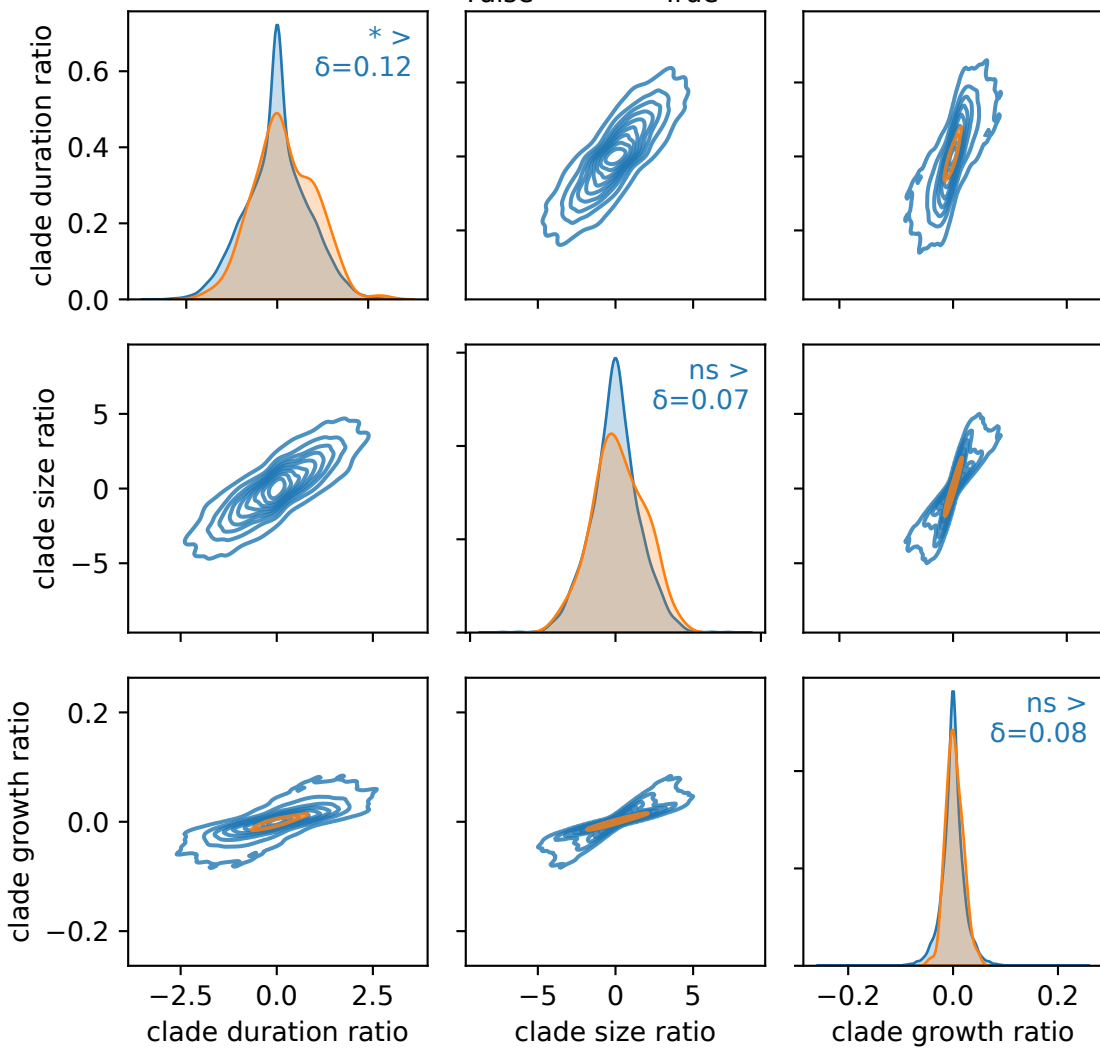 clade duration ratio
0.6
0.4
0.2
0.0
* >
δ=0.12
clade size ratio
5
0
−5
ns >
δ=0.07
clade growth ratio
0.2
0.0
−0.2
ns >
δ=0.08
−2.5 0.0 2.5
−5 0 5
−0.2 0.0 0.2
clade duration ratio
clade size ratio
clade growth ratio